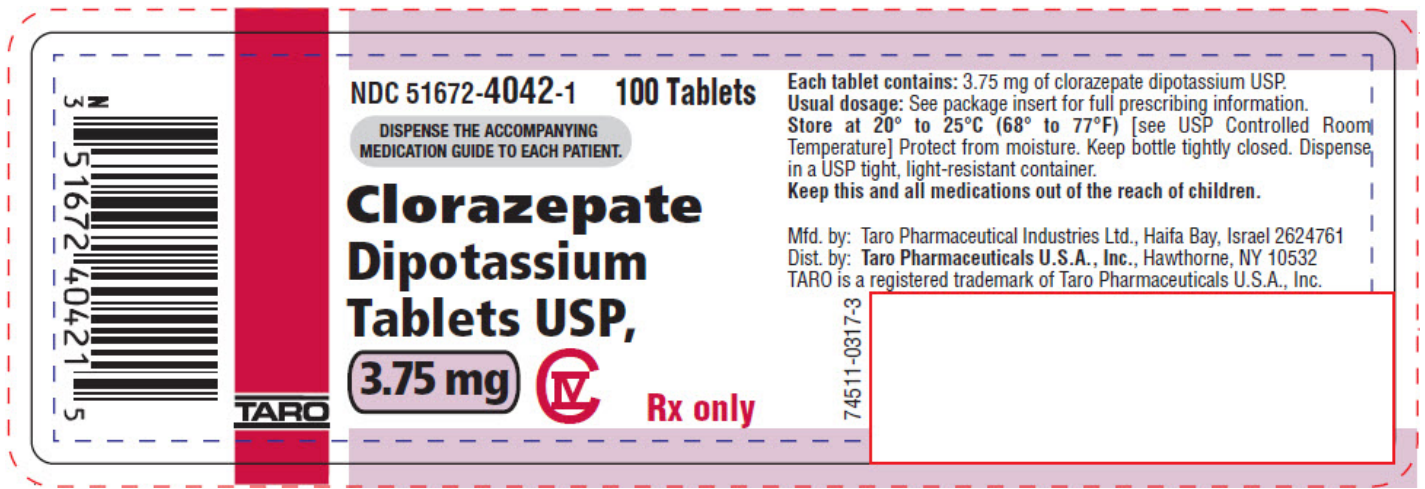 N
3 51672 40421 5
TARO
NDC 51672-4042-1 100 Tablets
DISPENSE THE ACCOMPANYING
MEDICATION GUIDE TO EACH PATIENT.
Clorazepate
Dipotassium
Tablets USP,
3.75 mg
CIV
Rx only
Each tablet contains: 3.75 mg of clorazepate dipotassium USP.
Usual dosage: See package insert for full prescribing information.
Store at 20° to 25°C (68° to 77°F) [see USP Controlled Room
Temperature] Protect from moisture. Keep bottle tightly closed. Dispense
in a USP tight, light-resistant container.
Keep this and all medications out of the reach of children.
Mfd. by: Taro Pharmaceutical Industries Ltd., Haifa Bay, Israel 2624761
Dist. by: Taro Pharmaceuticals U.S.A., Inc., Hawthorne, NY 10532
TARO is a registered trademark of Taro Pharmaceuticals U.S.A., Inc.
74511-0317-3